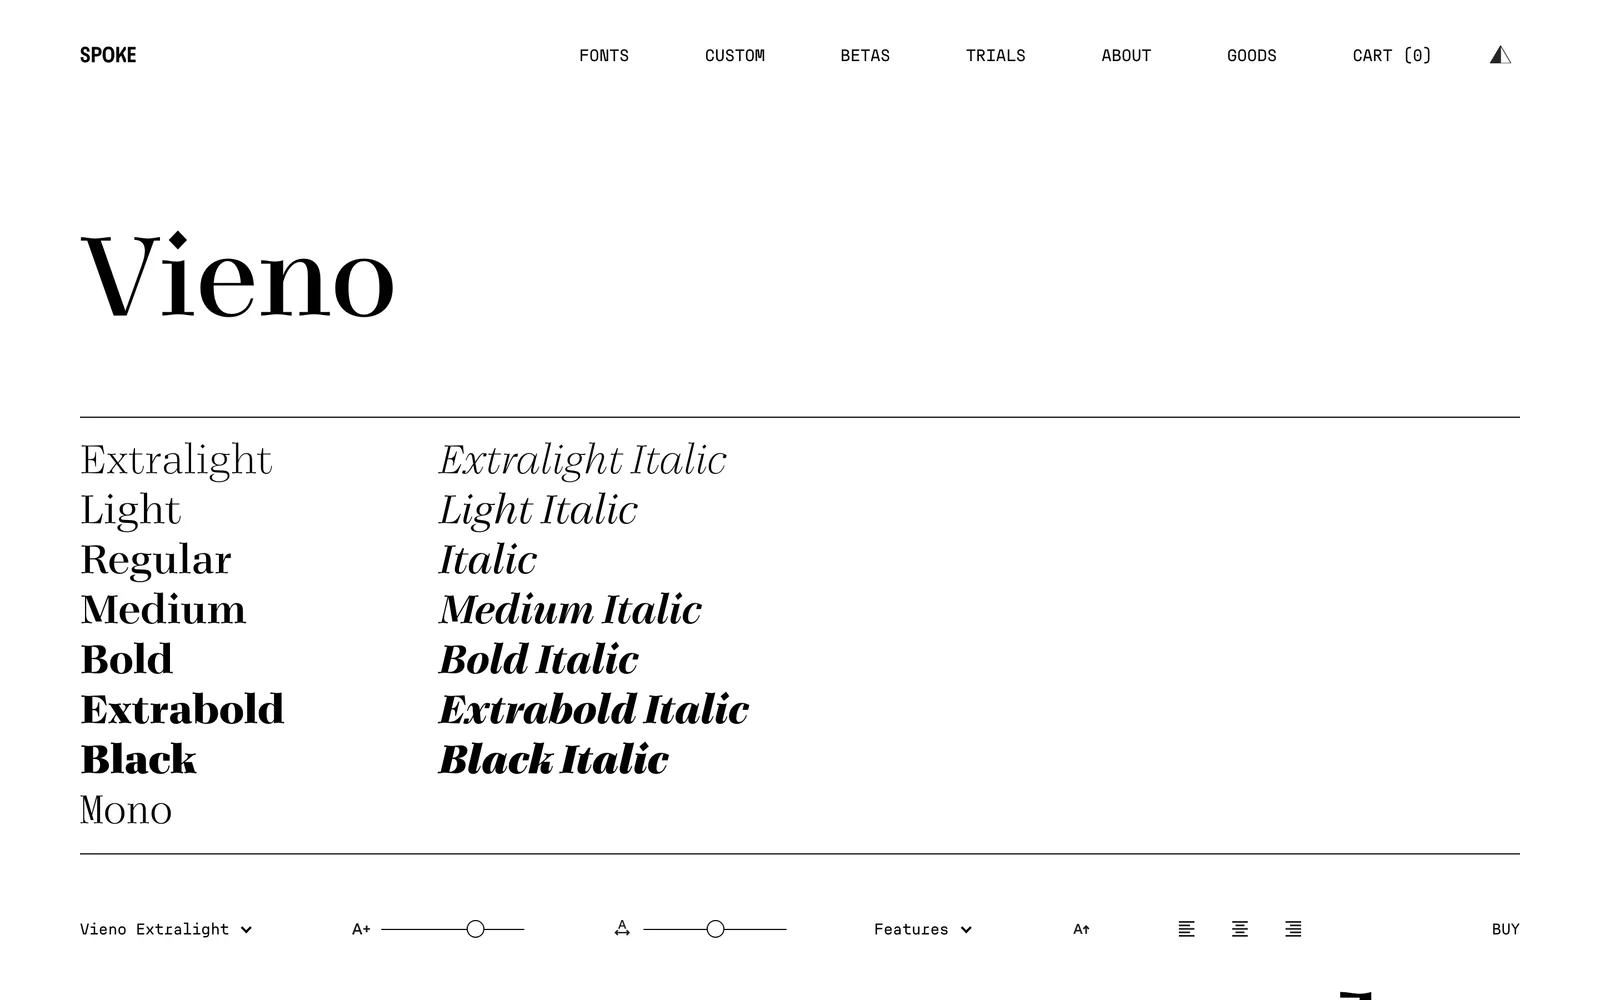 SPOKE FONTS CUSTOM BETAS TRIALS ABOUT GOODS CART (0)
Vieno
Extralight Extralight Italic
Light Light Italic
Regular Italic
Medium Medium Italic
Bold Bold Italic
Extrabold Extrabold Italic
Black Black Italic
Mono
Vieno Extralight A+ A Features A↑ BUY